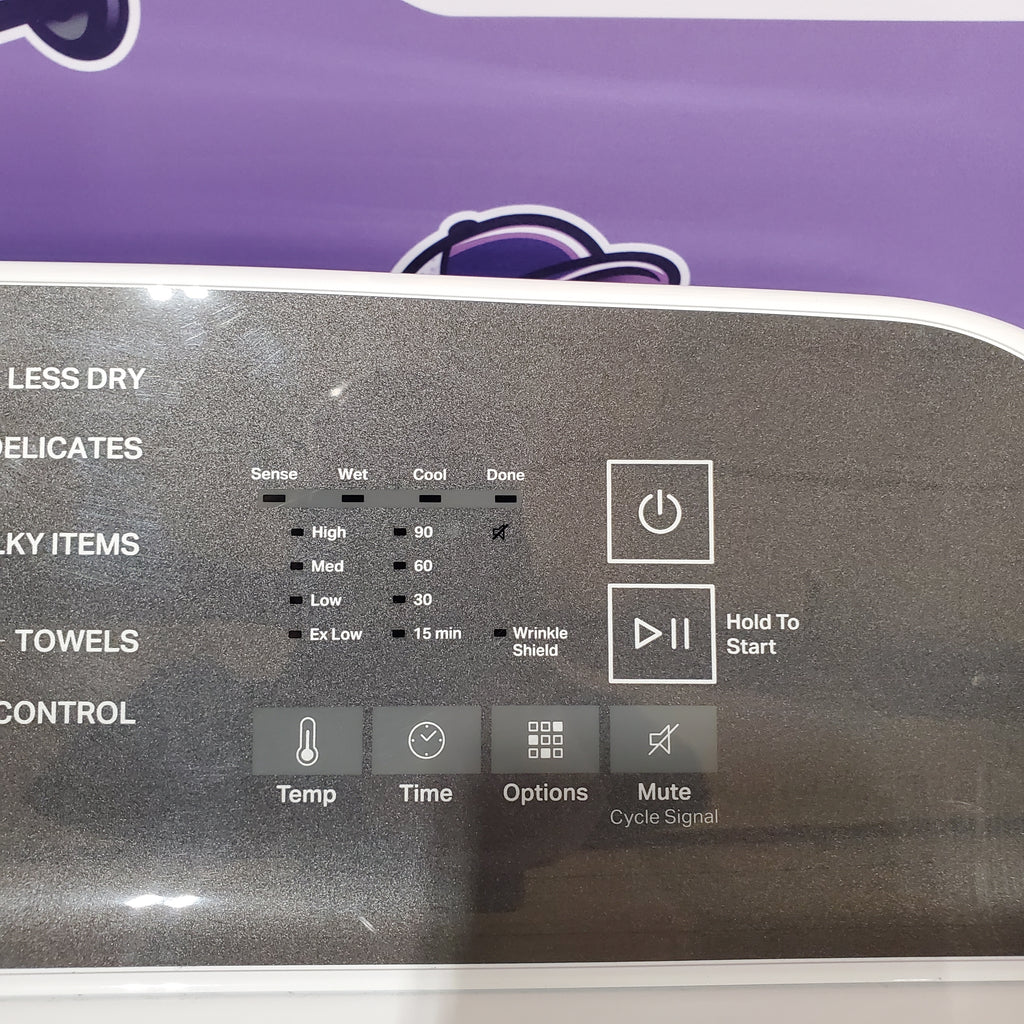 LESS DRY
DELICATES
LKY ITEMS
TOWELS
CONTROL
Sense Wet Cool Done
High 90
Med 60
Low 30
Ex Low 15 min Wrinkle
Shield
Hold To
Start
Temp Time Options Mute
Cycle Signal